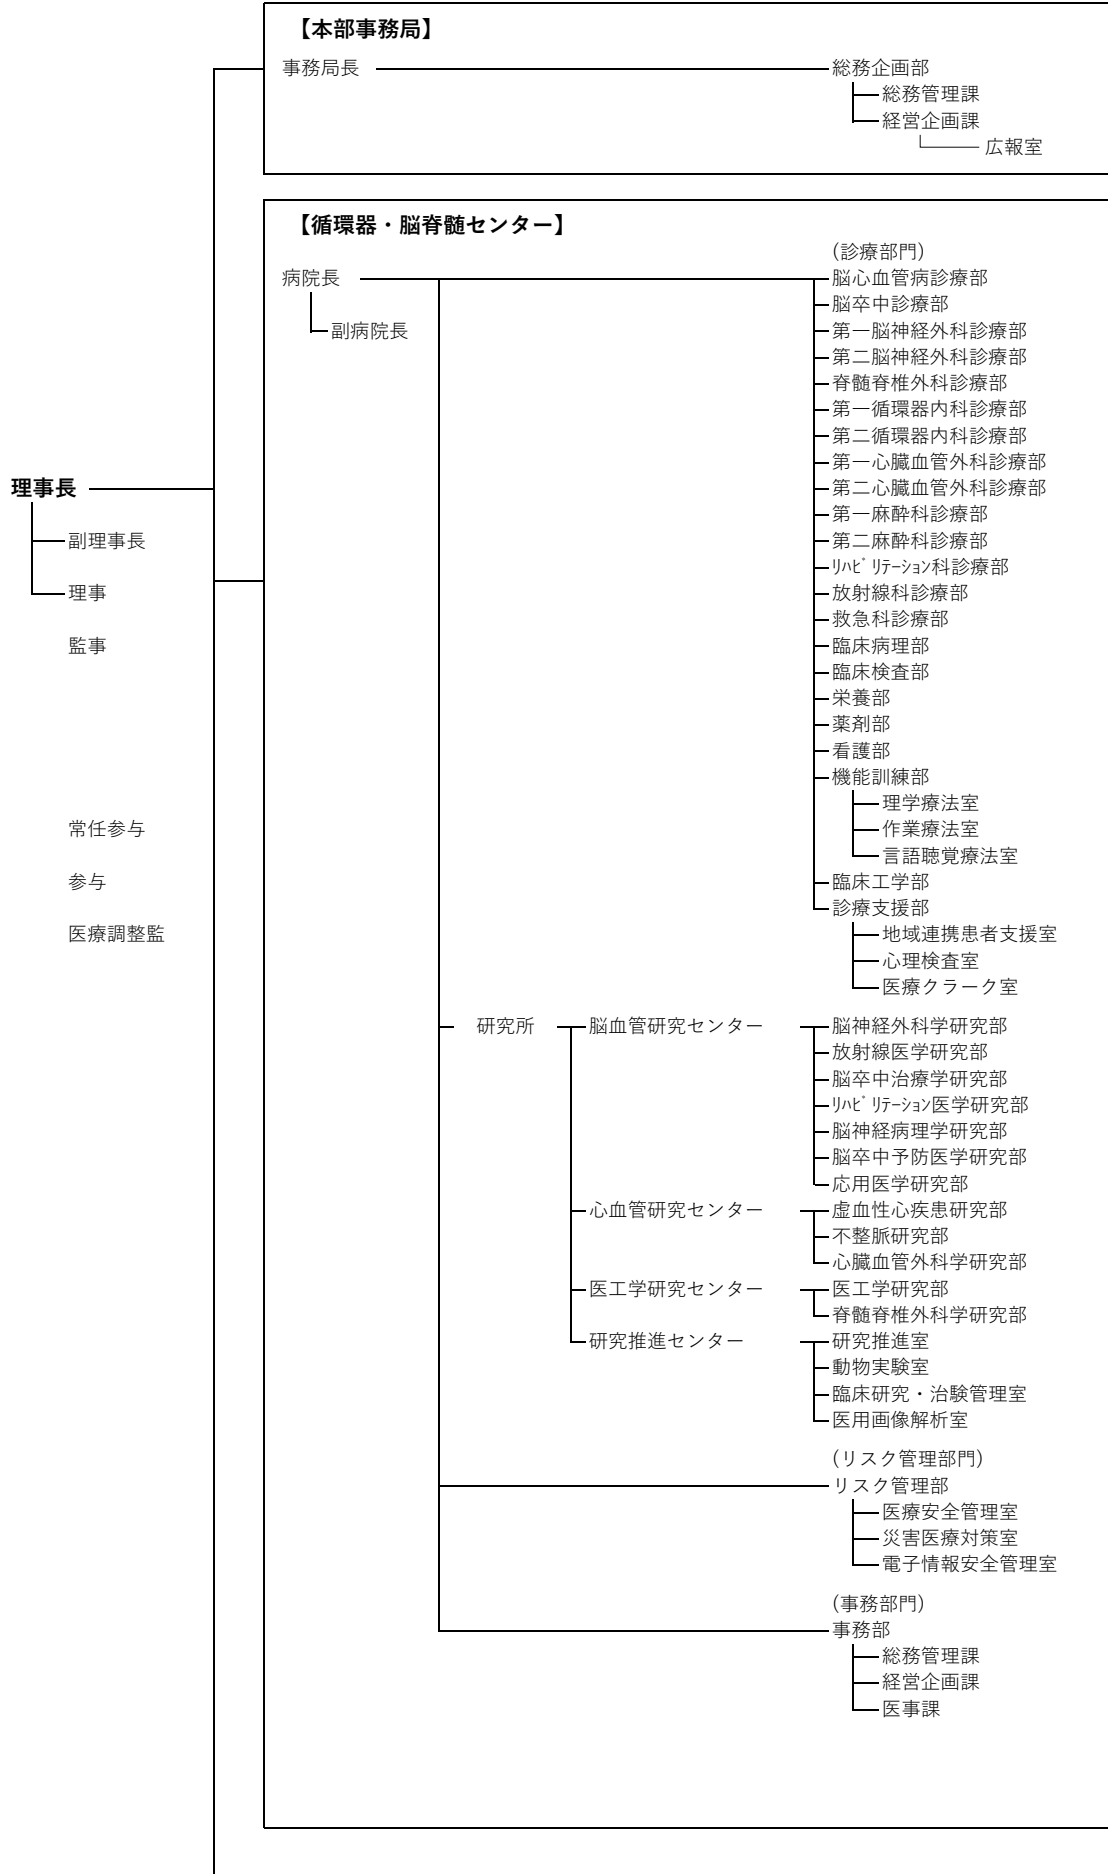 【本部事務局】
事務局長
総務企画部
総務管理課
経営企画課
広報室
【循環器・脳脊髄センター】
(診療部門)
病院長
脳心血管病診療部
脳卒中診療部
副病院長
第一脳神経外科診療部
第二脳神経外科診療部
脊髄脊椎外科診療部
第一循環器内科診療部
第二循環器内科診療部
第一心臓血管外科診療部
理事長
第二心臓血管外科診療部
第一麻酔科診療部
副理事長
第二麻酔科診療部
ﾘﾊﾋﾞﾘﾃｰｼｮﾝ科診療部
理事
放射線科診療部
救急科診療部
監事
臨床病理部
臨床検査部
栄養部
薬剤部
看護部
機能訓練部
理学療法室
常任参与
作業療法室
言語聴覚療法室
参与
臨床工学部
診療支援部
医療調整監
地域連携患者支援室
心理検査室
医療クラーク室
研究所
脳血管研究センター
脳神経外科学研究部
放射線医学研究部
脳卒中治療学研究部
ﾘﾊﾋﾞﾘﾃｰｼｮﾝ医学研究部
脳神経病理学研究部
脳卒中予防医学研究部
応用医学研究部
心血管研究センター
虚血性心疾患研究部
不整脈研究部
心臓血管外科学研究部
医工学研究センター
医工学研究部
脊髄脊椎外科学研究部
研究推進センター
研究推進室
動物実験室
臨床研究・治験管理室
医用画像解析室
(リスク管理部門)
リスク管理部
医療安全管理室
災害医療対策室
電子情報安全管理室
(事務部門)
事務部
総務管理課
経営企画課
医事課